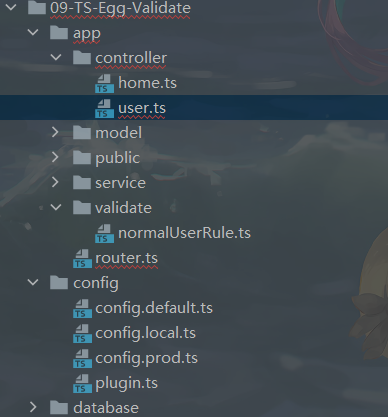 09-TS-Egg-Validate
app
controller
TS home.ts
TS user.ts
model
public
service
validate
TS normalUserRule.ts
TS router.ts
config
TS config.default.ts
TS config.local.ts
TS config.prod.ts
TS plugin.ts
database